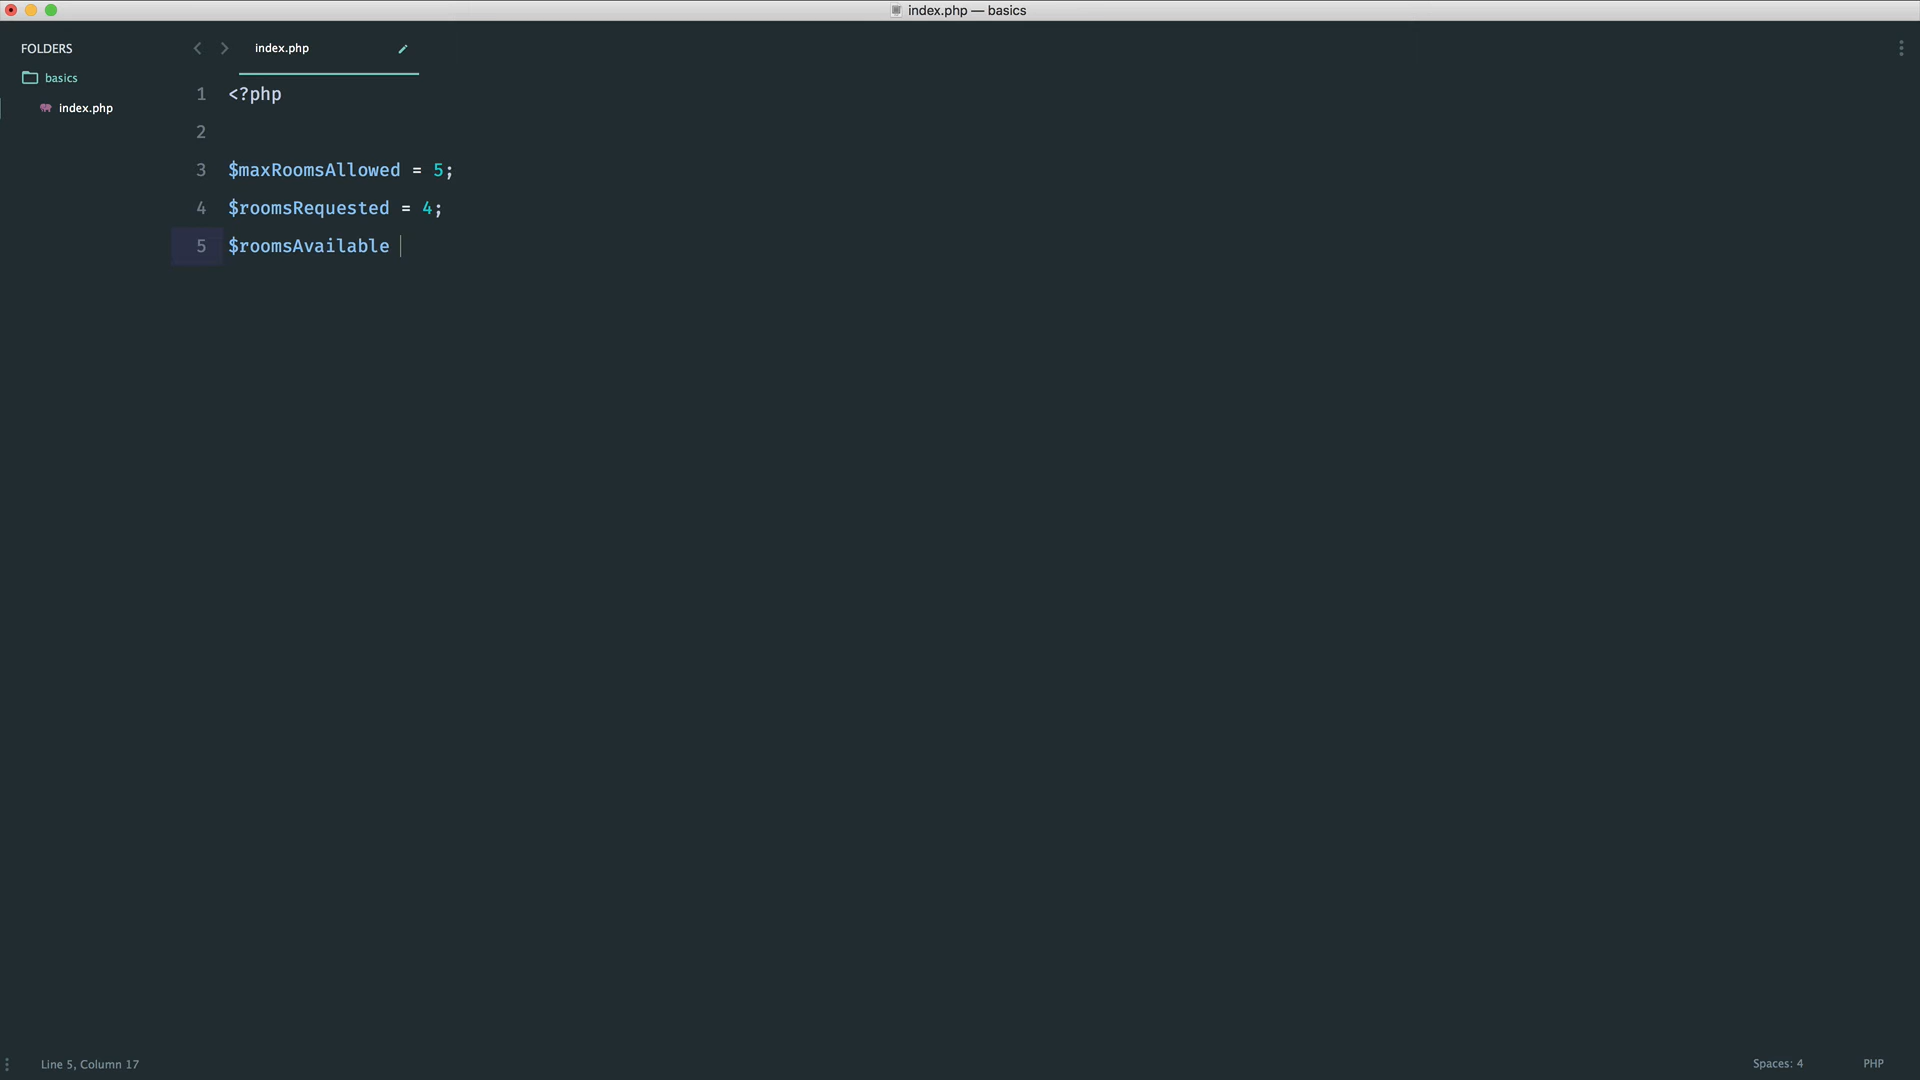 index.php — basics
FOLDERS
basics
index.php
index.php
1 <?php
2
3 $maxRoomsAllowed = 5;
4 $roomsRequested = 4;
5 $roomsAvailable
Line 5, Column 17
Spaces: 4
PHP